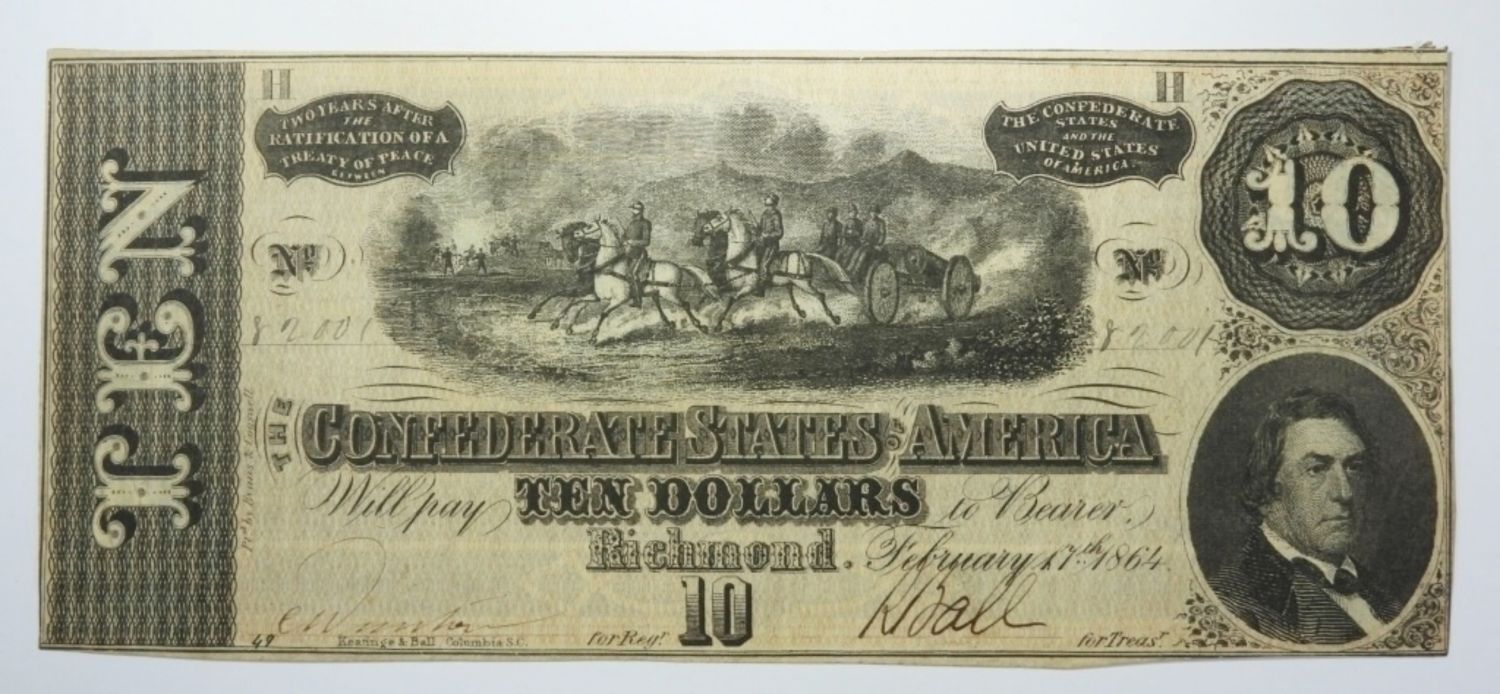 H
H
TWO YEARS AFTER
THE
RATIFICATION OF A
TREATY OF PEACE
BETWEEN
THE CONFEDERATE
STATES
AND THE
UNITED STATES
OF AMERICA.
10
TEN
No
No
THE
CONFEDERATE STATES OF AMERICA
Will pay TEN DOLLARS to Bearer.
Richmond. February 17th 1864.
10
49
Keatinge & Ball, Columbia S.C.
for Regr.
for Treasr.